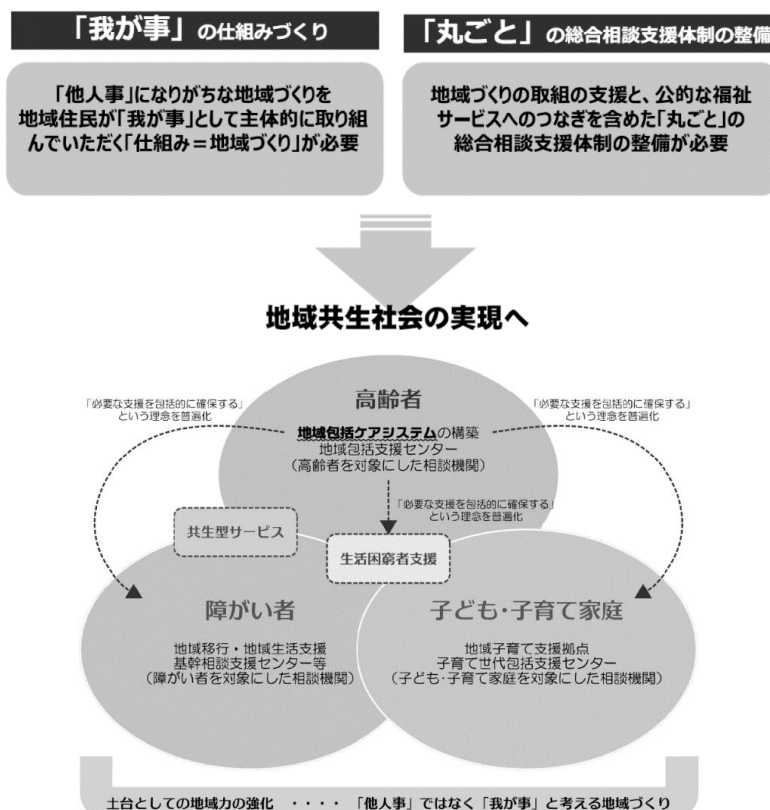 「我が事」の仕組みづくり
「丸ごと」の総合相談支援体制の整備
「他人事」になりがちな地域づくりを
地域住民が「我が事」として主体的に取り組
んでいただく「仕組み＝地域づくり」が必要
地域づくりの取組の支援と、公的な福祉
サービスへのつなぎを含めた「丸ごと」の
総合相談支援体制の整備が必要
地域共生社会の実現へ
高齢者
地域包括ケアシステムの構築
地域包括支援センター
（高齢者を対象にした相談機関）
「必要な支援を包括的に確保する」
という理念を普遍化
「必要な支援を包括的に確保する」
という理念を普遍化
「必要な支援を包括的に確保する」
という理念を普遍化
共生型サービス
生活困窮者支援
障がい者
地域移行・地域生活支援
基幹相談支援センター等
（障がい者を対象にした相談機関）
子ども・子育て家庭
地域子育て支援拠点
子育て世代包括支援センター
（子ども・子育て家庭を対象にした相談機関）
土台としての地域力の強化　・・・・　「他人事」ではなく「我が事」と考える地域づくり